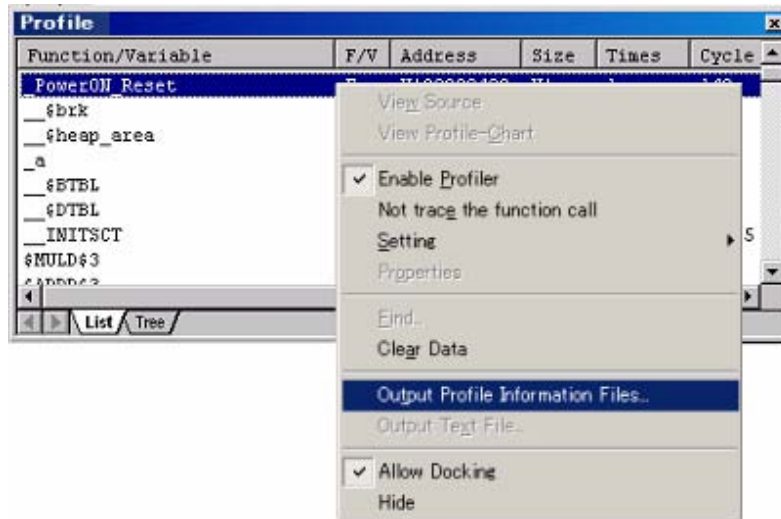 Profile
Function/Variable F/V Address Size Times Cycle
PowerON_Reset
__$brk
__$heap_area
_a
__$BTBL
__$DTBL
__INITSCT 5
$MULD$3
List Tree
View Source
View Profile-Chart
Enable Profiler
Not trace the function call
Setting
Properties
Find...
Clear Data
Output Profile Information Files...
Output Text File...
Allow Docking
Hide